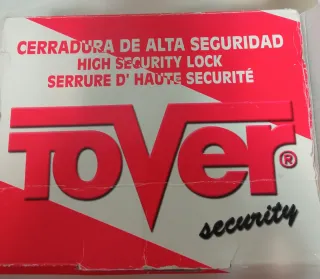 CERRADURA DE ALTA SEGURIDAD
HIGH SECURITY LOCK
SERRURE D' HAUTE SECURITÉ
TOVER®
security